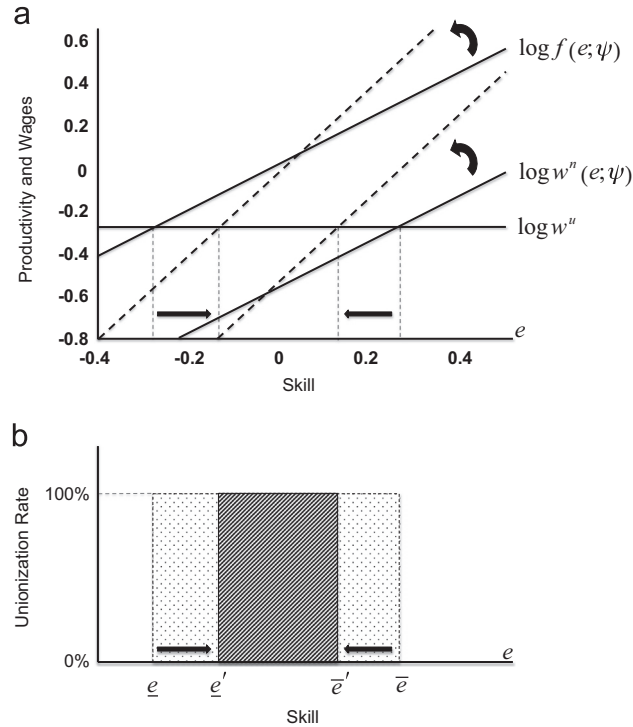 a
0.6
0.4
0.2
0
-0.2
-0.4
-0.6
-0.8
Productivity and Wages
log f(e;ψ)
log wⁿ(e;ψ)
log wᵘ
e
-0.4 -0.2 0 0.2 0.4
Skill
b
100%
0%
Unionization Rate
e
e̲ e̲′ e̅′ e̅
Skill